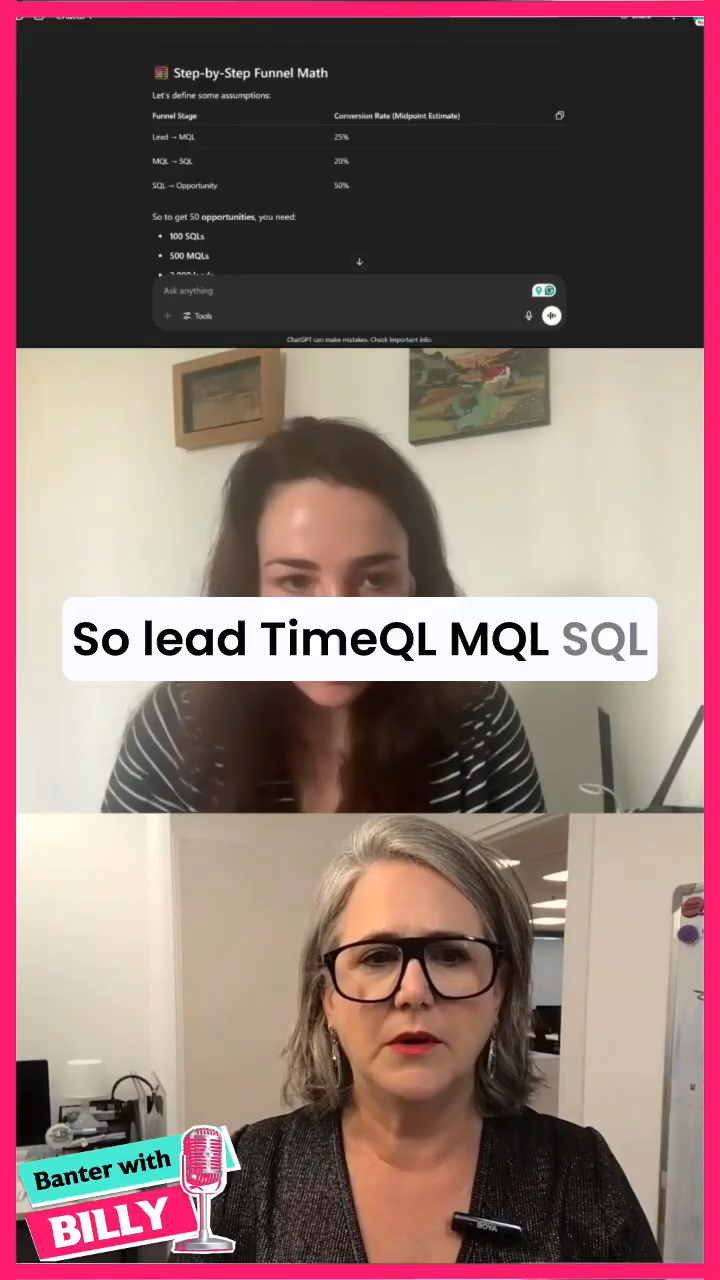 ChatGPT
Step-by-Step Funnel Math
Let's define some assumptions:
Funnel Stage Conversion Rate (Midpoint Estimate)
Lead → MQL 25%
MQL → SQL 20%
SQL → Opportunity 50%
So to get 50 opportunities, you need:
• 100 SQLs
• 500 MQLs
Ask anything
Tools
ChatGPT can make mistakes. Check important info.
So lead TimeQL MQL SQL
Banter with
BILLY
BOYA